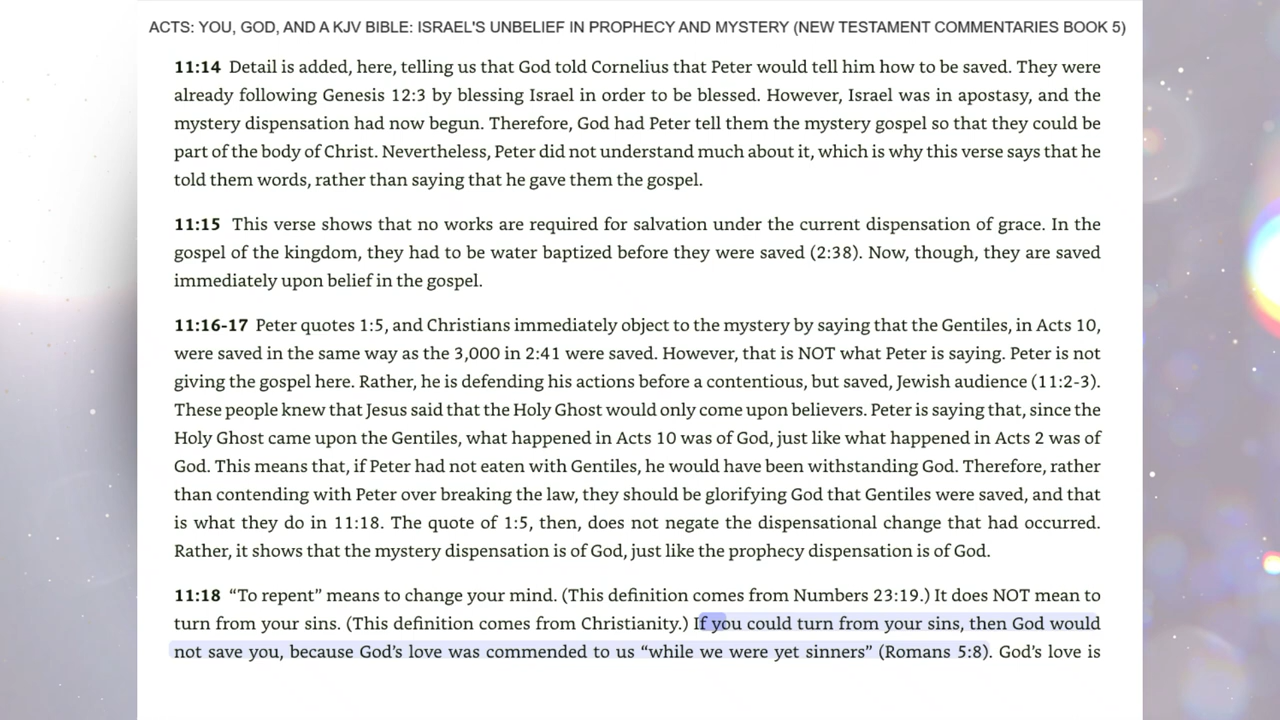 ACTS: YOU, GOD, AND A KJV BIBLE: ISRAEL'S UNBELIEF IN PROPHECY AND MYSTERY (NEW TESTAMENT COMMENTARIES BOOK 5)
11:14 Detail is added, here, telling us that God told Cornelius that Peter would tell him how to be saved. They were
already following Genesis 12:3 by blessing Israel in order to be blessed. However, Israel was in apostasy, and the
mystery dispensation had now begun. Therefore, God had Peter tell them the mystery gospel so that they could be
part of the body of Christ. Nevertheless, Peter did not understand much about it, which is why this verse says that he
told them words, rather than saying that he gave them the gospel.
11:15 This verse shows that no works are required for salvation under the current dispensation of grace. In the
gospel of the kingdom, they had to be water baptized before they were saved (2:38). Now, though, they are saved
immediately upon belief in the gospel.
11:16-17 Peter quotes 1:5, and Christians immediately object to the mystery by saying that the Gentiles, in Acts 10,
were saved in the same way as the 3,000 in 2:41 were saved. However, that is NOT what Peter is saying. Peter is not
giving the gospel here. Rather, he is defending his actions before a contentious, but saved, Jewish audience (11:2-3).
These people knew that Jesus said that the Holy Ghost would only come upon believers. Peter is saying that, since the
Holy Ghost came upon the Gentiles, what happened in Acts 10 was of God, just like what happened in Acts 2 was of
God. This means that, if Peter had not eaten with Gentiles, he would have been withstanding God. Therefore, rather
than contending with Peter over breaking the law, they should be glorifying God that Gentiles were saved, and that
is what they do in 11:18. The quote of 1:5, then, does not negate the dispensational change that had occurred.
Rather, it shows that the mystery dispensation is of God, just like the prophecy dispensation is of God.
11:18 “To repent” means to change your mind. (This definition comes from Numbers 23:19.) It does NOT mean to
turn from your sins. (This definition comes from Christianity.) If you could turn from your sins, then God would
not save you, because God’s love was commended to us “while we were yet sinners” (Romans 5:8). God’s love is